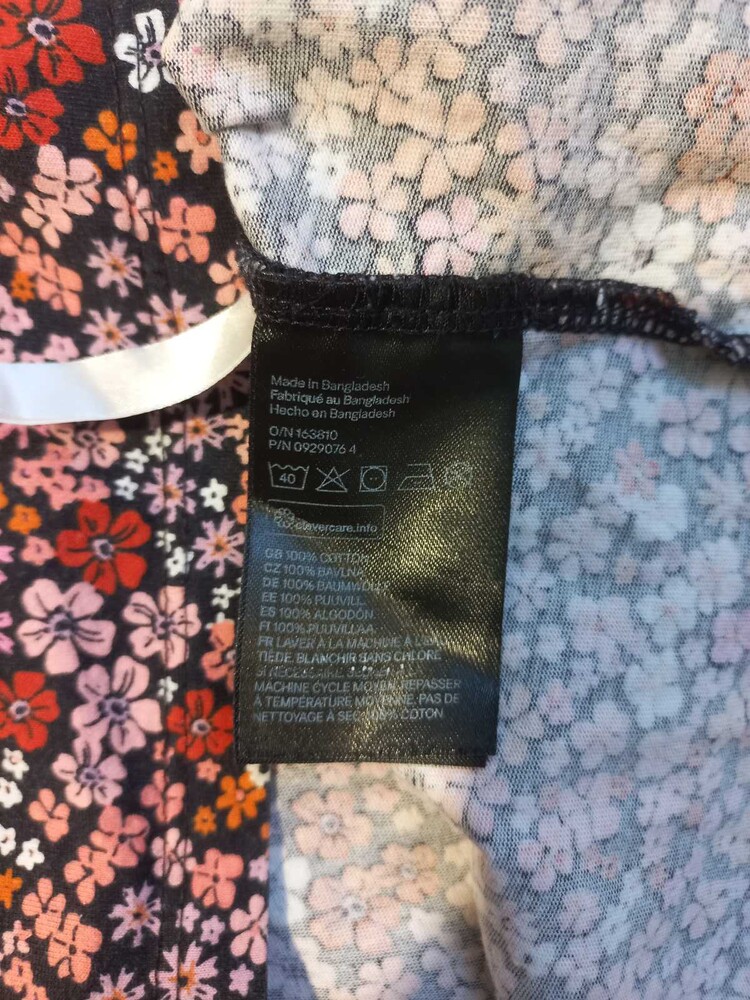 Made in Bangladesh
Fabriqué au Bangladesh
Hecho en Bangladesh
O/N 163810
P/N 0929076 4
40
clevercare.info
GB 100% COTTON
CZ 100% BAVLNA
DE 100% BAUMWOLLE
EE 100% PUUVILL
ES 100% ALGODÓN
FI 100% PUUVILLAA
FR LAVER À LA MACHINE À L'EAU
TIÈDE. BLANCHIR SANS CHLORE
SI NÉCESSAIRE.
MACHINE CYCLE MOYEN. REPASSER
À TEMPÉRATURE MOYENNE. PAS DE
NETTOYAGE À SEC. 100% COTON